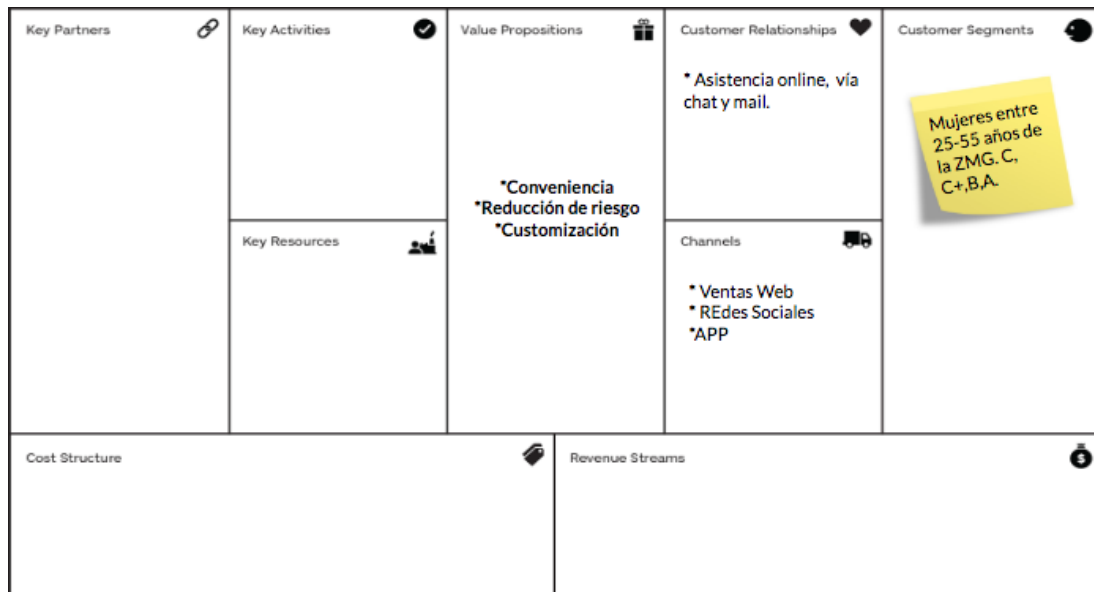 Key Partners
Key Activities
Value Propositions
Customer Relationships
Customer Segments
* Asistencia online, vía
chat y mail.
Mujeres entre
25-55 años de
la ZMG. C,
C+,B,A.
*Conveniencia
*Reducción de riesgo
*Customización
Key Resources
Channels
* Ventas Web
* REdes Sociales
*APP
Cost Structure
Revenue Streams